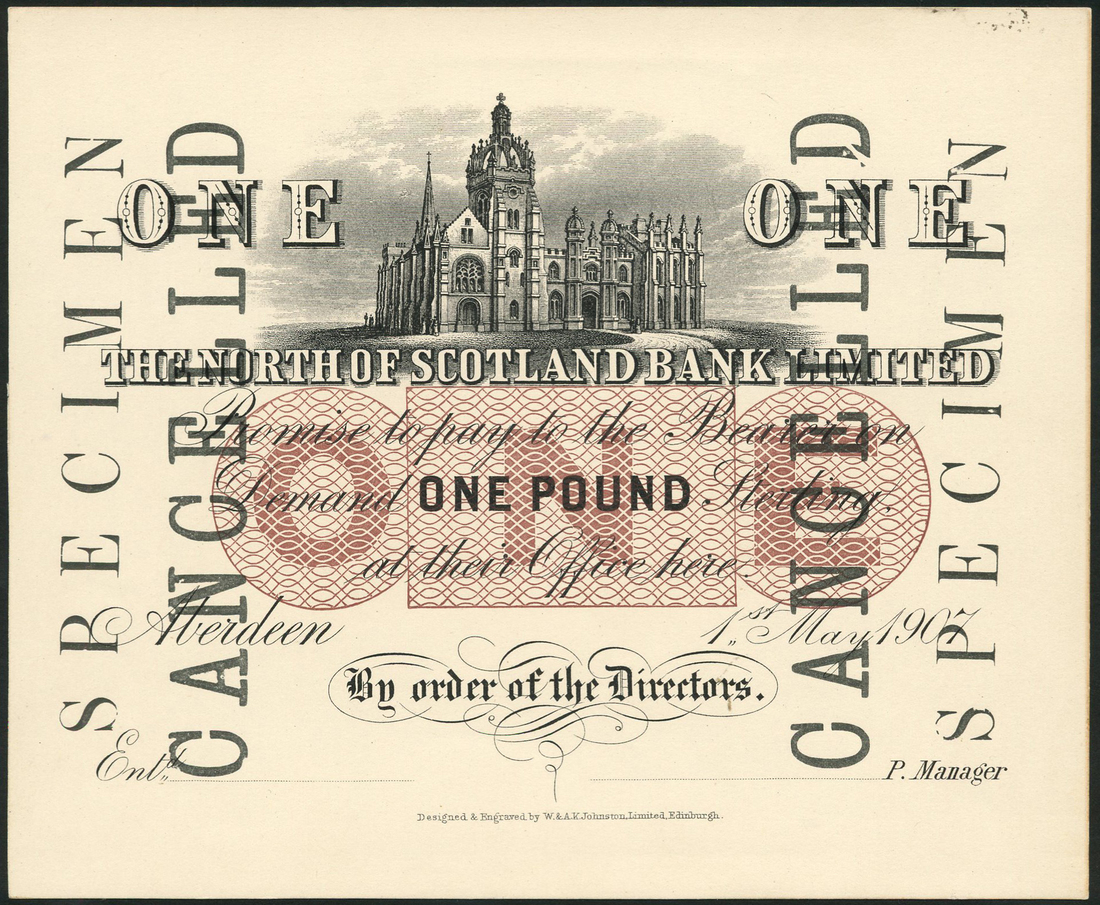 SPECIMEN
CANCELLED
ONE
ONE
CANCELLED
SPECIMEN
THE NORTH OF SCOTLAND BANK LIMITED
Promise to pay to the Bearer on
Demand ONE POUND Sterling.
at their Office here.
ONE
Aberdeen 1st May 1907
By order of the Directors.
Entd P. Manager
Designed & Engraved by W. & A.K. Johnston, Limited, Edinburgh.